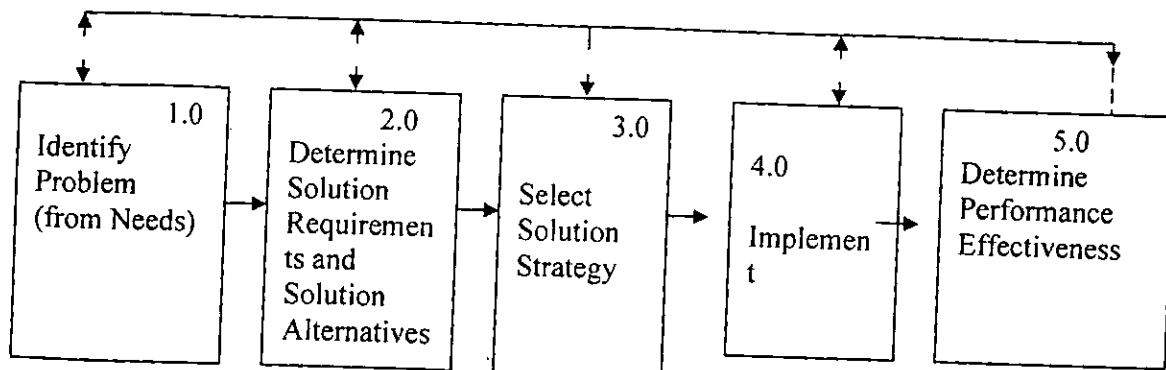 1.0
Identify
Problem
(from Needs)
2.0
Determine
Solution
Requiremen
ts and
Solution
Alternatives
3.0
Select
Solution
Strategy
4.0
Implemen
t
5.0
Determine
Performance
Effectiveness